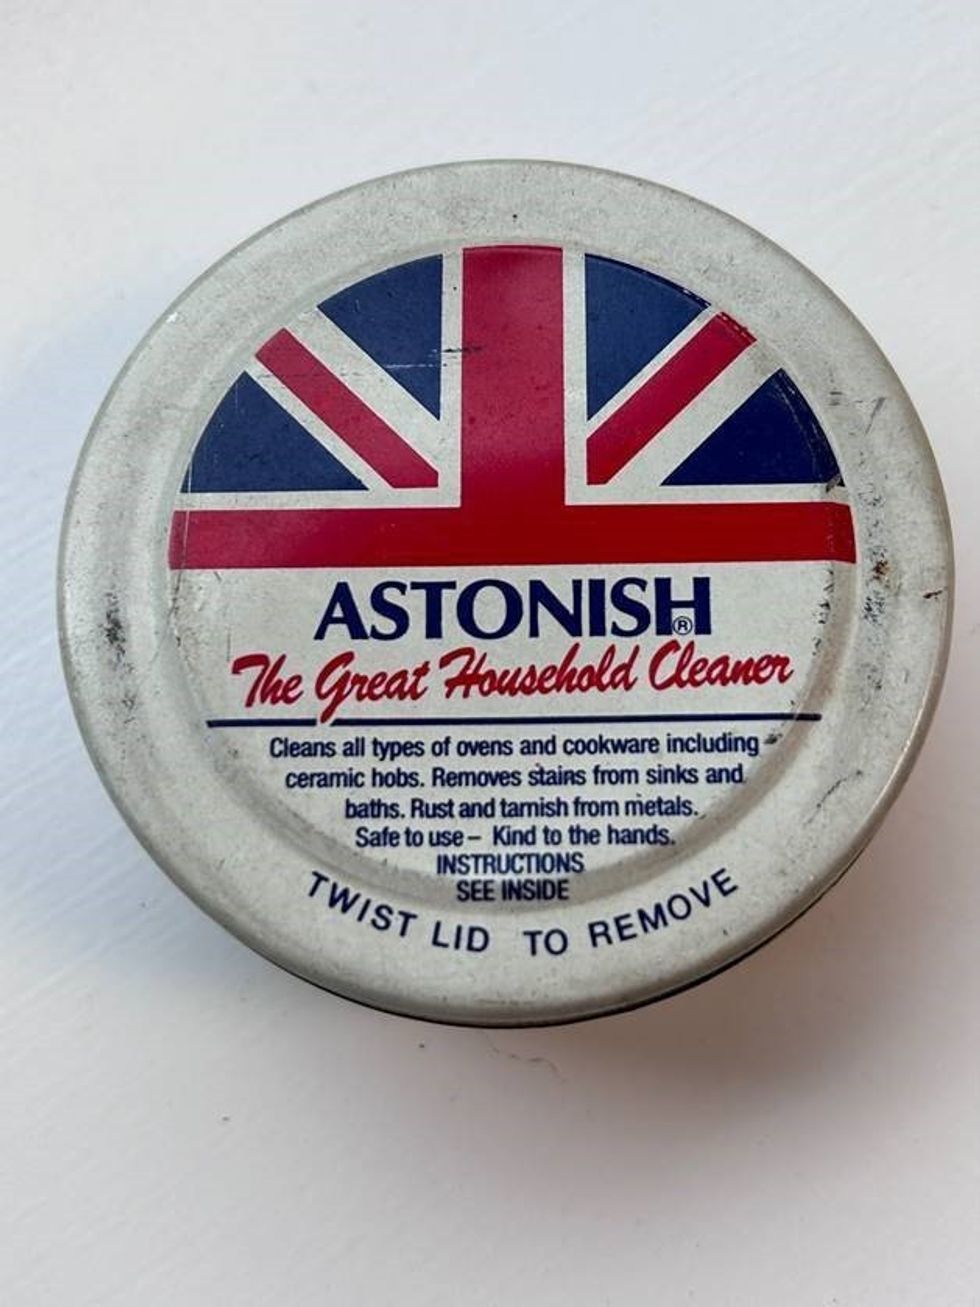 ASTONISH®
The Great Household Cleaner
Cleans all types of ovens and cookware including
ceramic hobs. Removes stains from sinks and
baths. Rust and tarnish from metals.
Safe to use – Kind to the hands.
INSTRUCTIONS
SEE INSIDE
TWIST LID TO REMOVE